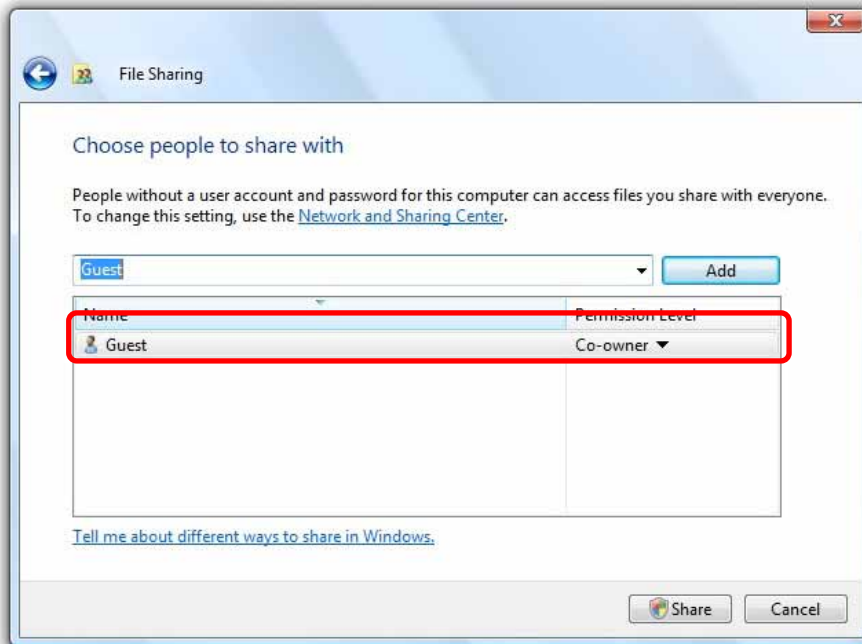 File Sharing
Choose people to share with
People without a user account and password for this computer can access files you share with everyone.
To change this setting, use the Network and Sharing Center.
Guest
Add
Name Permission Level
Guest Co-owner
Tell me about different ways to share in Windows.
Share Cancel